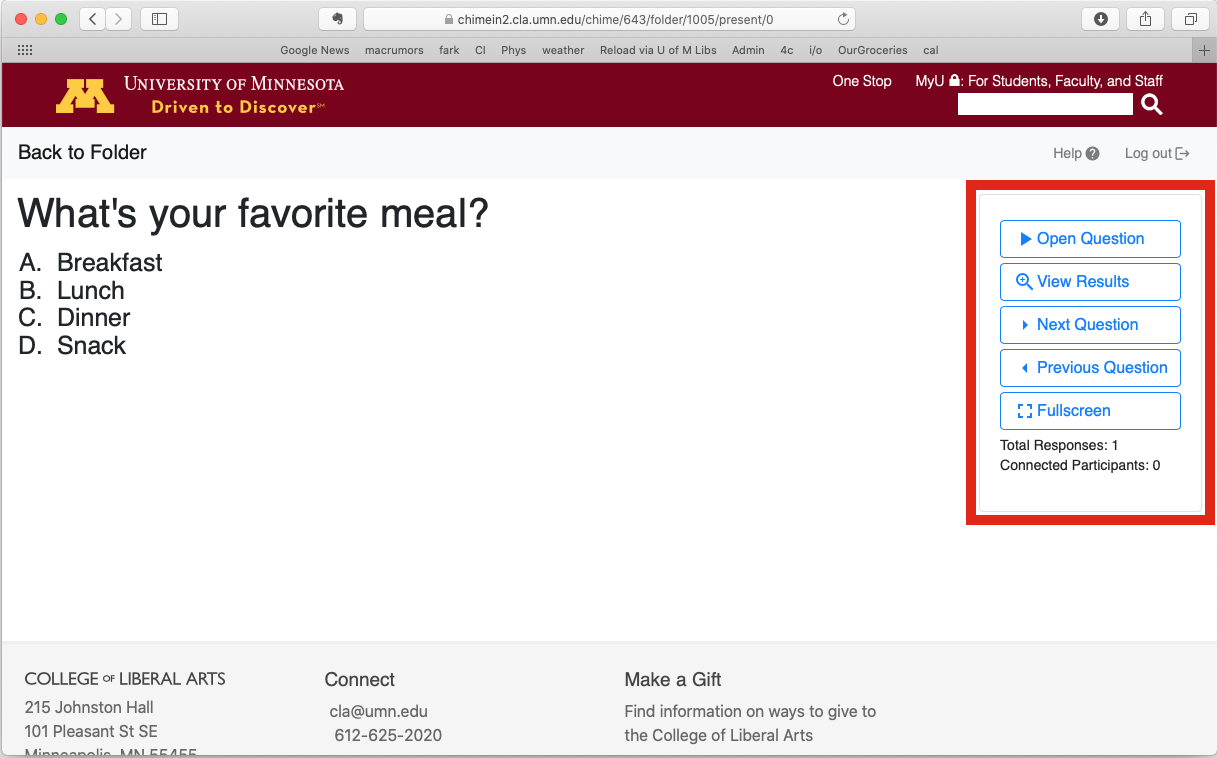 chimein2.cla.umn.edu/chime/643/folder/1005/present/0
Google News macrumors fark CI Phys weather Reload via U of M Libs Admin 4c i/o OurGroceries cal
UNIVERSITY OF MINNESOTA
Driven to Discover℠
One Stop MyU : For Students, Faculty, and Staff
Back to Folder
Help ? Log out
What's your favorite meal?
A. Breakfast
B. Lunch
C. Dinner
D. Snack
Open Question
View Results
Next Question
Previous Question
Fullscreen
Total Responses: 1
Connected Participants: 0
COLLEGE OF LIBERAL ARTS
215 Johnston Hall
101 Pleasant St SE
Minneapolis, MN 55455
Connect
cla@umn.edu
612-625-2020
Make a Gift
Find information on ways to give to
the College of Liberal Arts